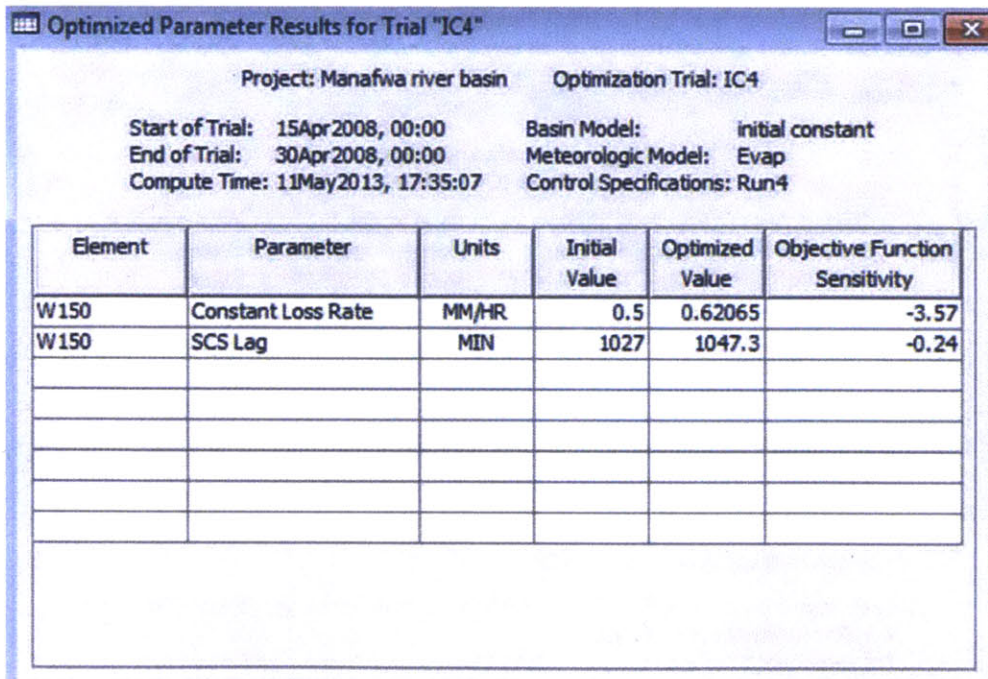 Optimized Parameter Results for Trial "IC4"
Project: Manafwa river basin Optimization Trial: IC4
Start of Trial: 15Apr2008, 00:00 Basin Model: initial constant
End of Trial: 30Apr2008, 00:00 Meteorologic Model: Evap
Compute Time: 11May2013, 17:35:07 Control Specifications: Run4
Element Parameter Units Initial Value Optimized Value Objective Function Sensitivity
W150 Constant Loss Rate MM/HR 0.5 0.62065 -3.57
W150 SCS Lag MIN 1027 1047.3 -0.24